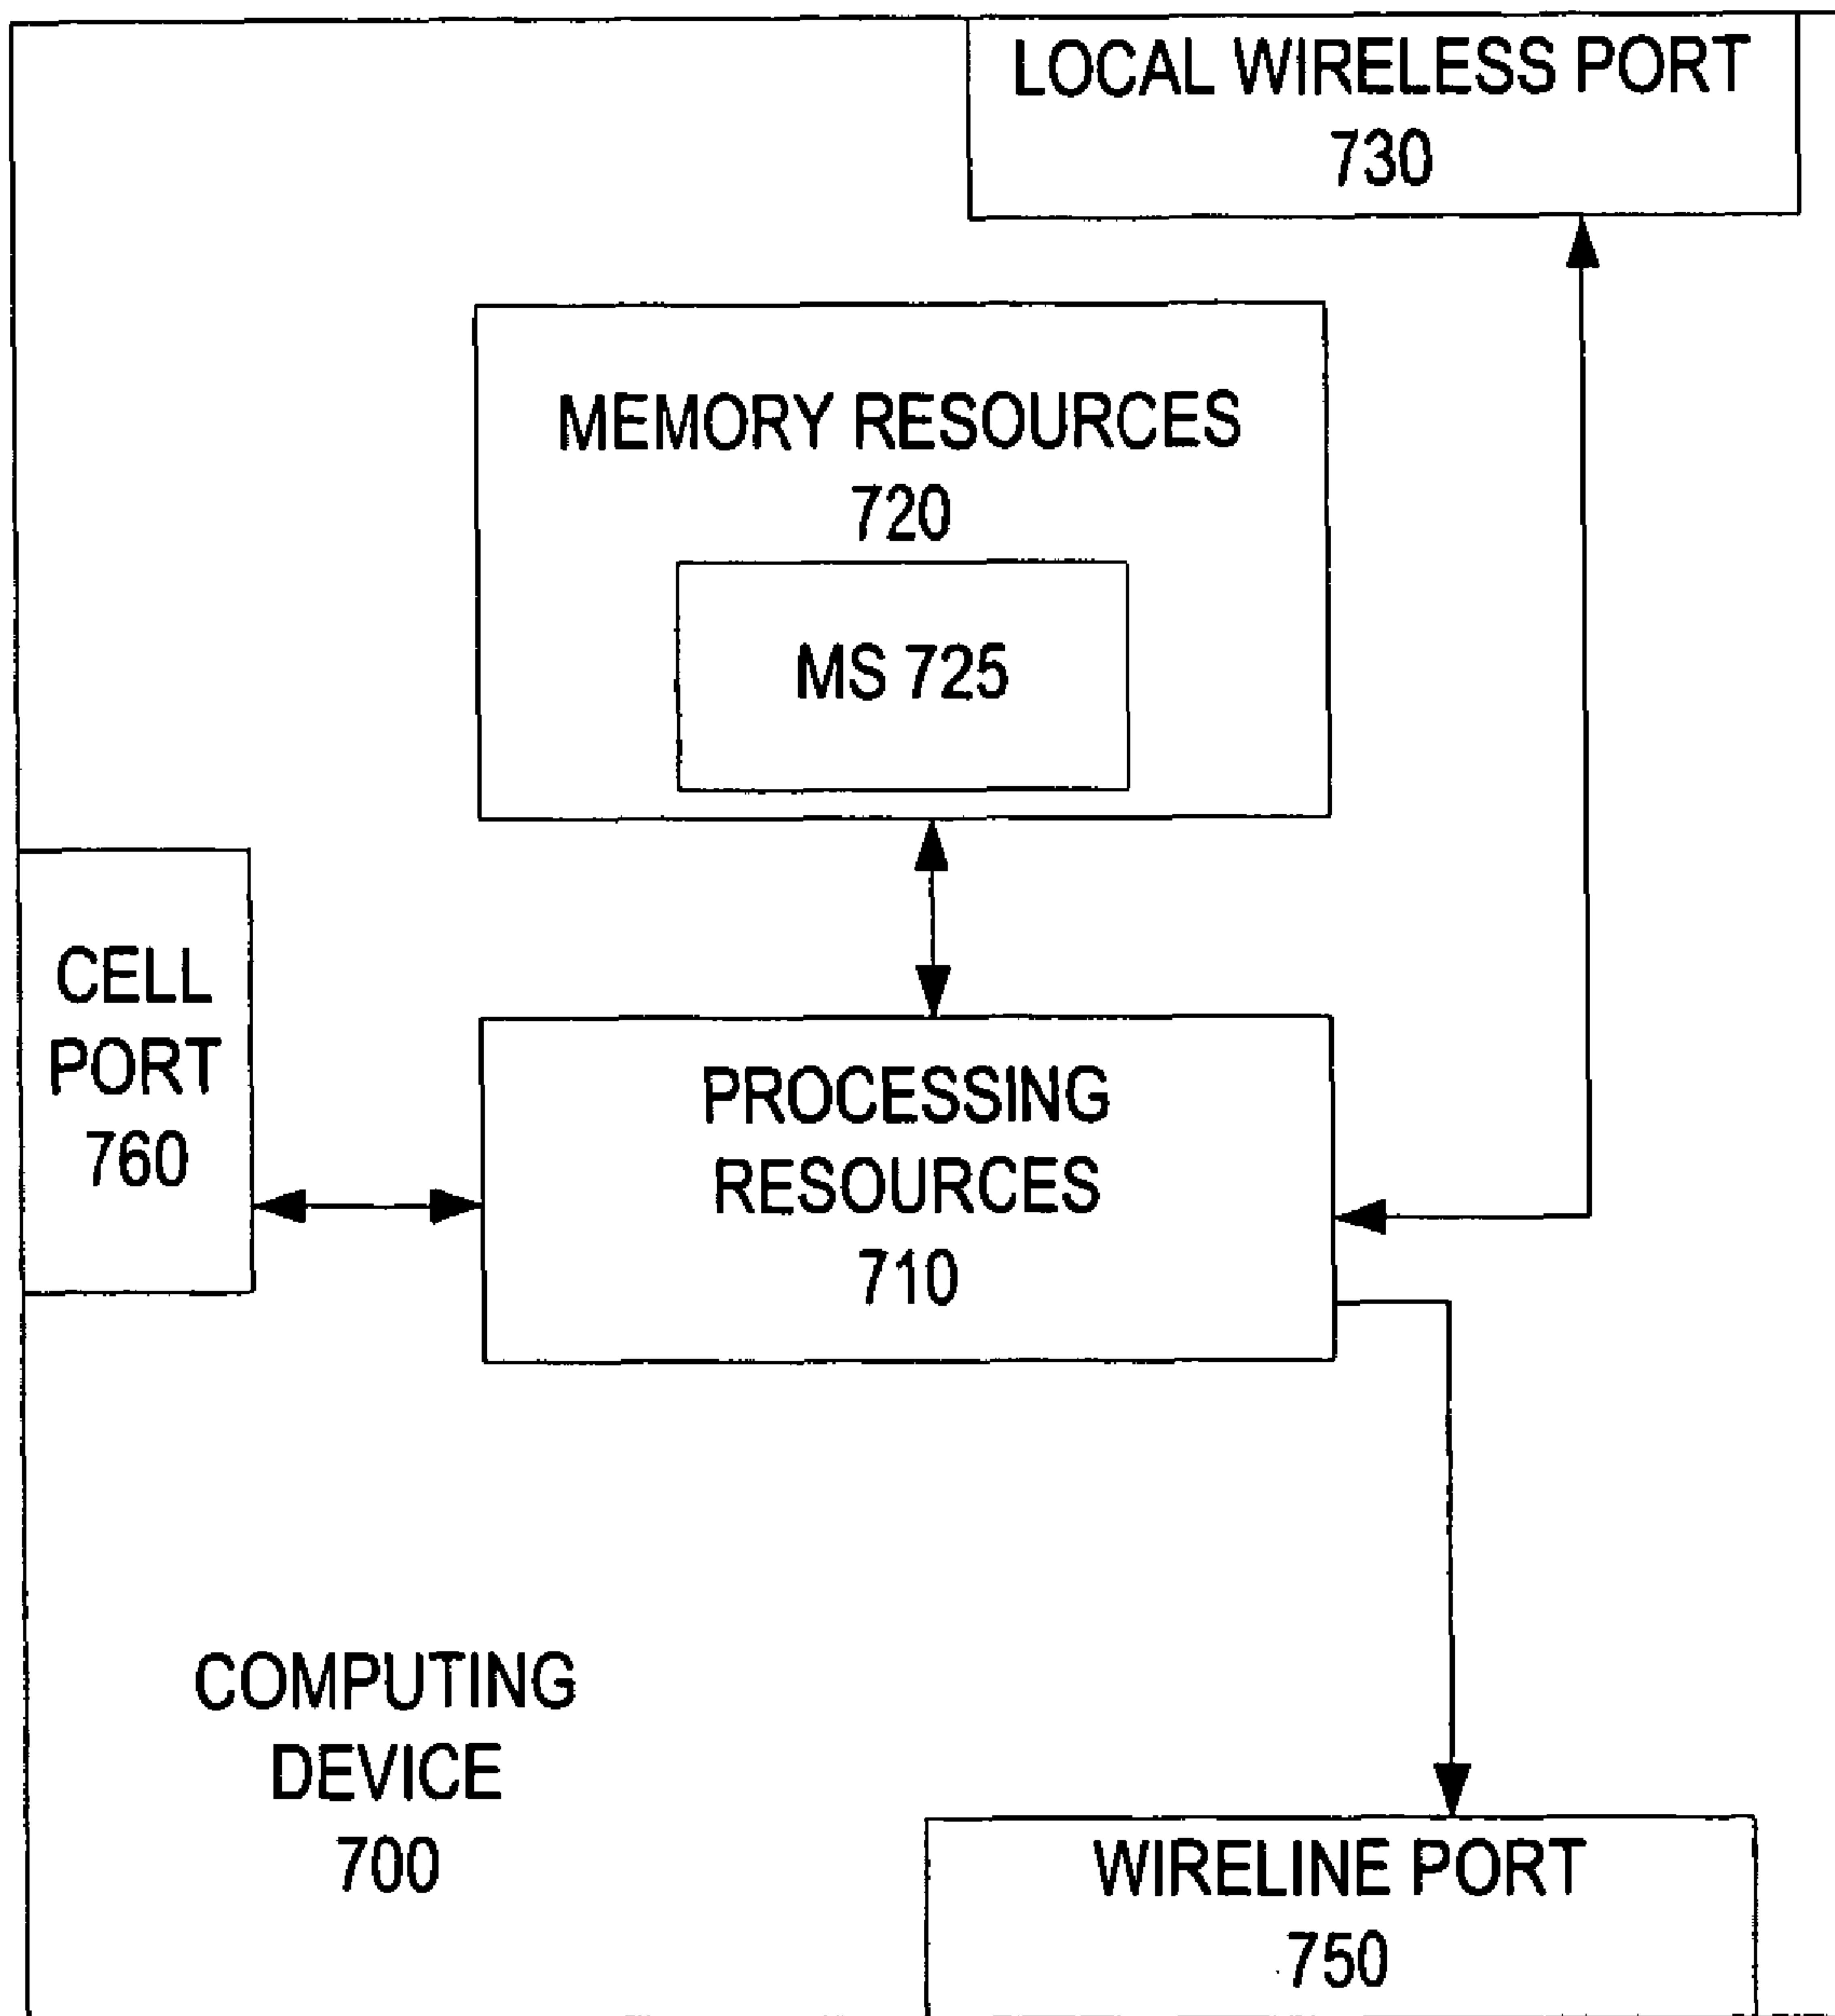 LOCAL WIRELESS PORT
730
MEMORY RESOURCES
720
MS 725
CELL
PORT
760
PROCESSING
RESOURCES
710
COMPUTING
DEVICE
700
WIRELINE PORT
750